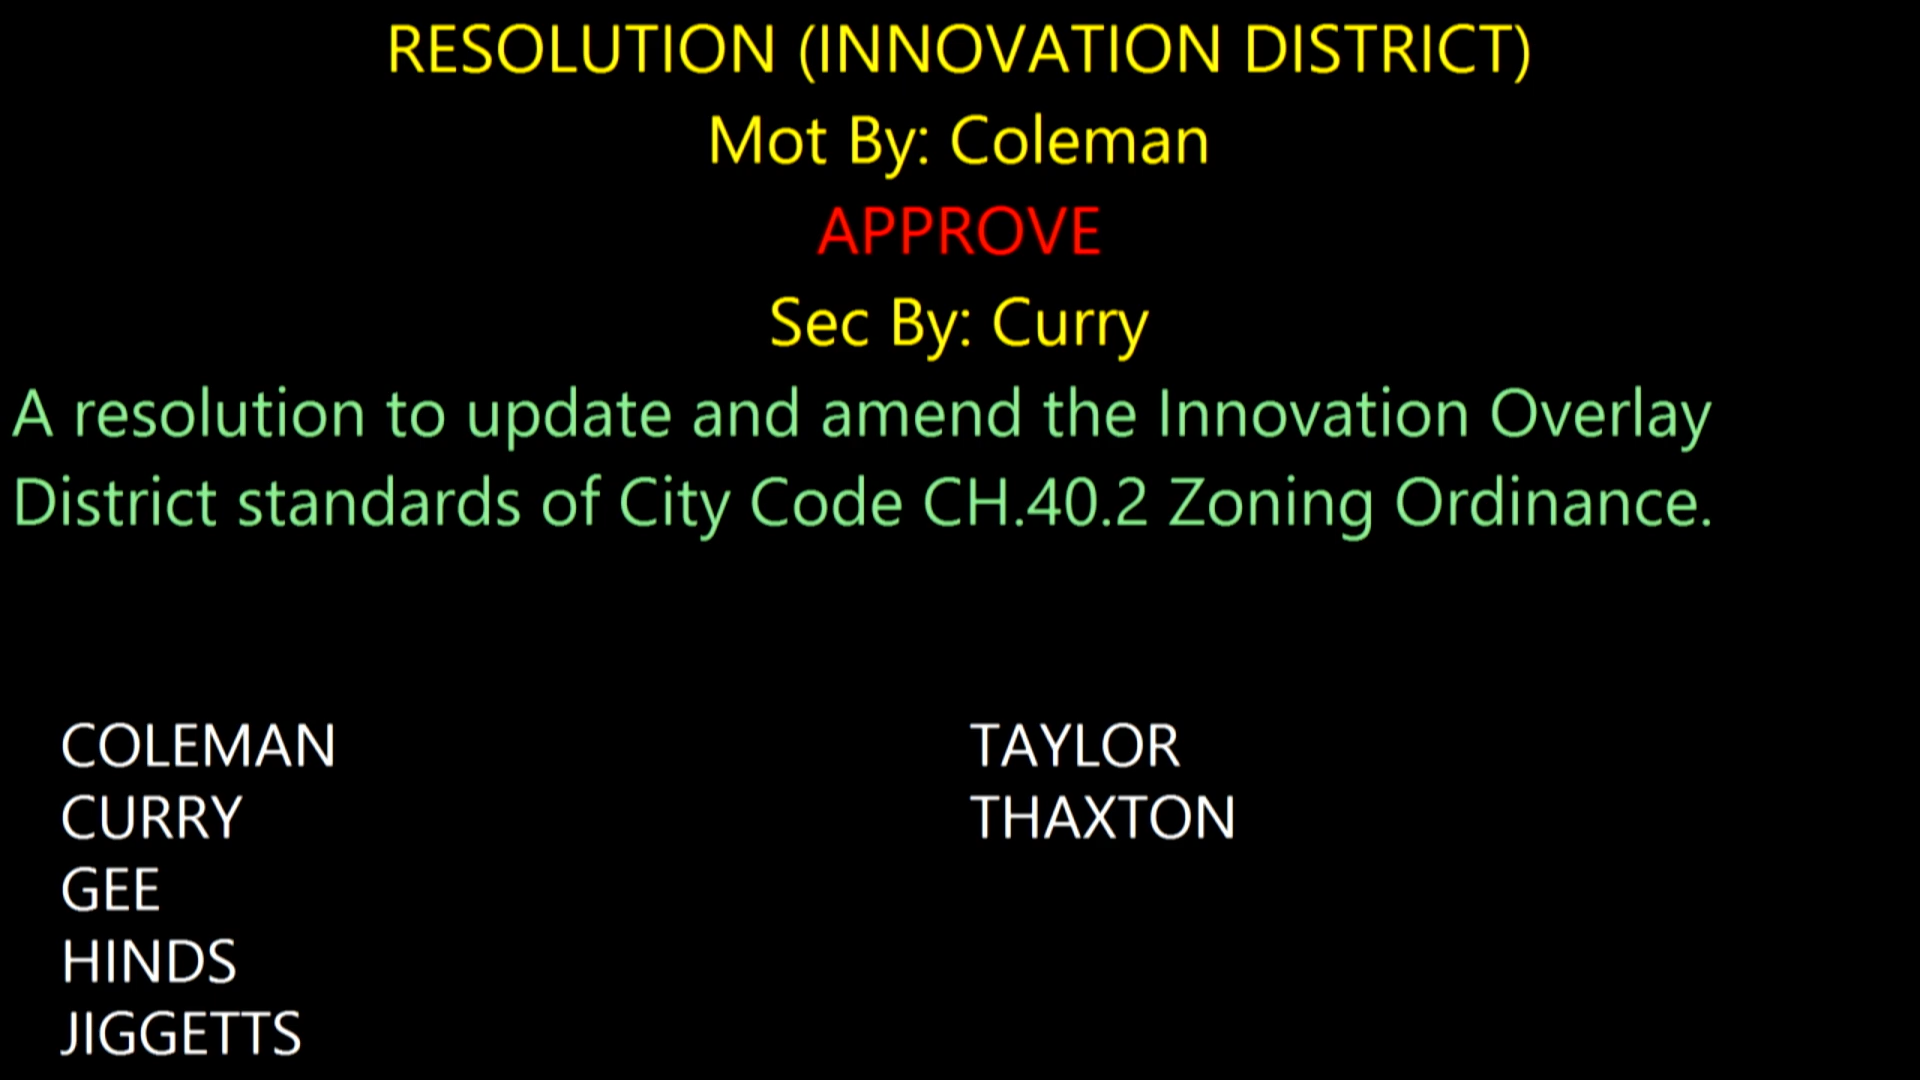 RESOLUTION (INNOVATION DISTRICT)
Mot By: Coleman
APPROVE
Sec By: Curry
A resolution to update and amend the Innovation Overlay
District standards of City Code CH.40.2 Zoning Ordinance.
COLEMAN
CURRY
GEE
HINDS
JIGGETTS
TAYLOR
THAXTON